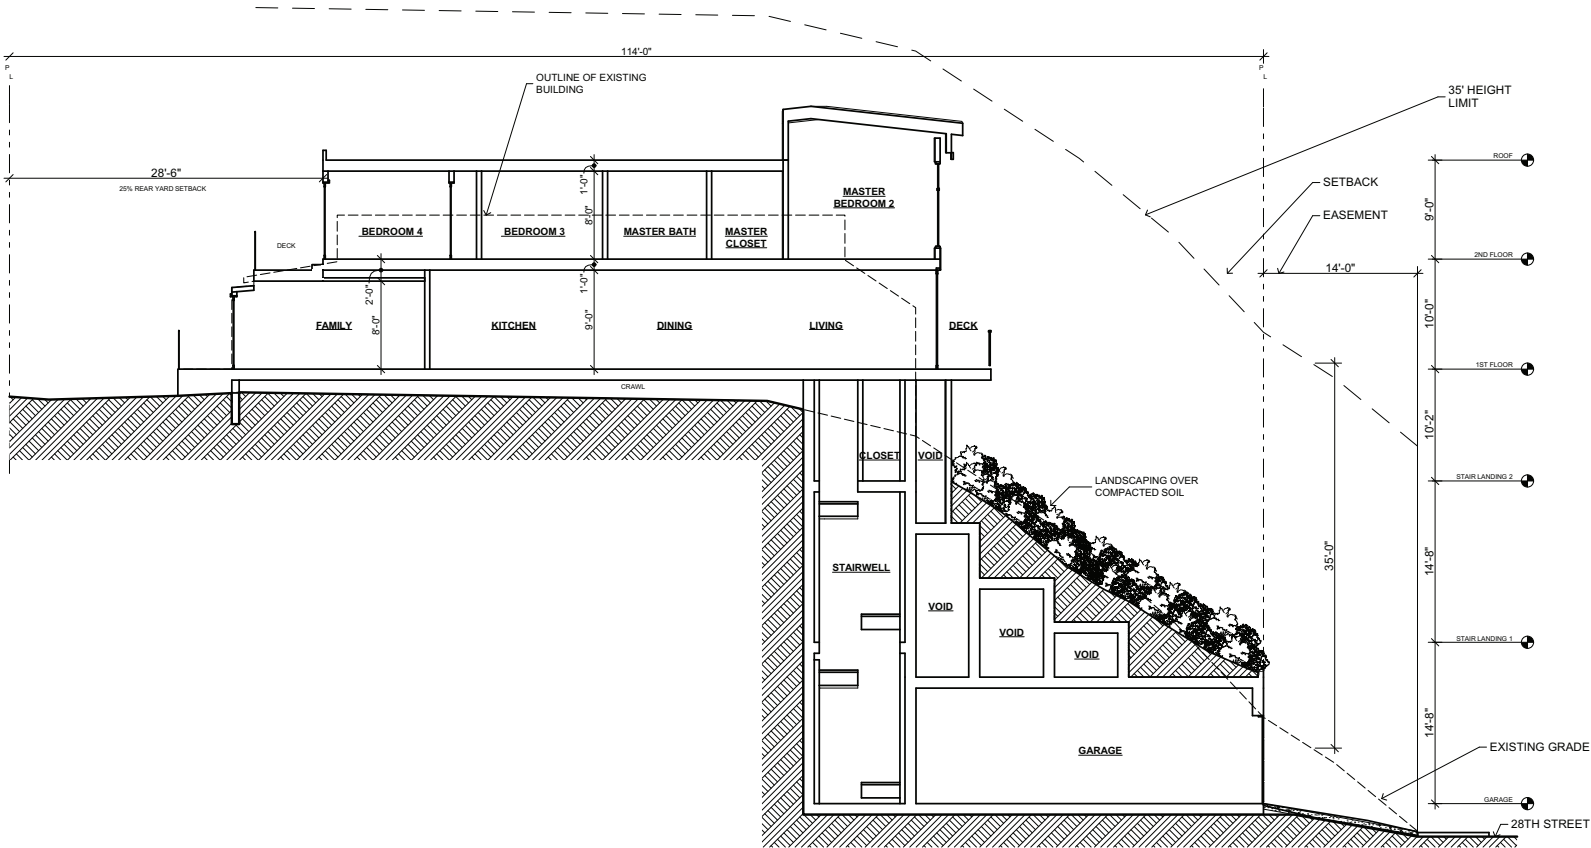 114'-0"
P
L
P
L
OUTLINE OF EXISTING
BUILDING
35' HEIGHT
LIMIT
ROOF
28'-6"
25% REAR YARD SETBACK
1'-0"
SETBACK
MASTER
BEDROOM 2
8'-0"
9'-0"
EASEMENT
BEDROOM 4
BEDROOM 3
MASTER BATH
MASTER
CLOSET
DECK
2ND FLOOR
14'-0"
2'-0"
1'-0"
10'-0"
8'-0"
9'-0"
FAMILY
KITCHEN
DINING
LIVING
DECK
1ST FLOOR
CRAWL
10'-2"
CLOSET
VOID
LANDSCAPING OVER
COMPACTED SOIL
STAIR LANDING 2
STAIRWELL
35'-0"
14'-8"
VOID
VOID
VOID
STAIR LANDING 1
14'-8"
GARAGE
EXISTING GRADE
GARAGE
28TH STREET